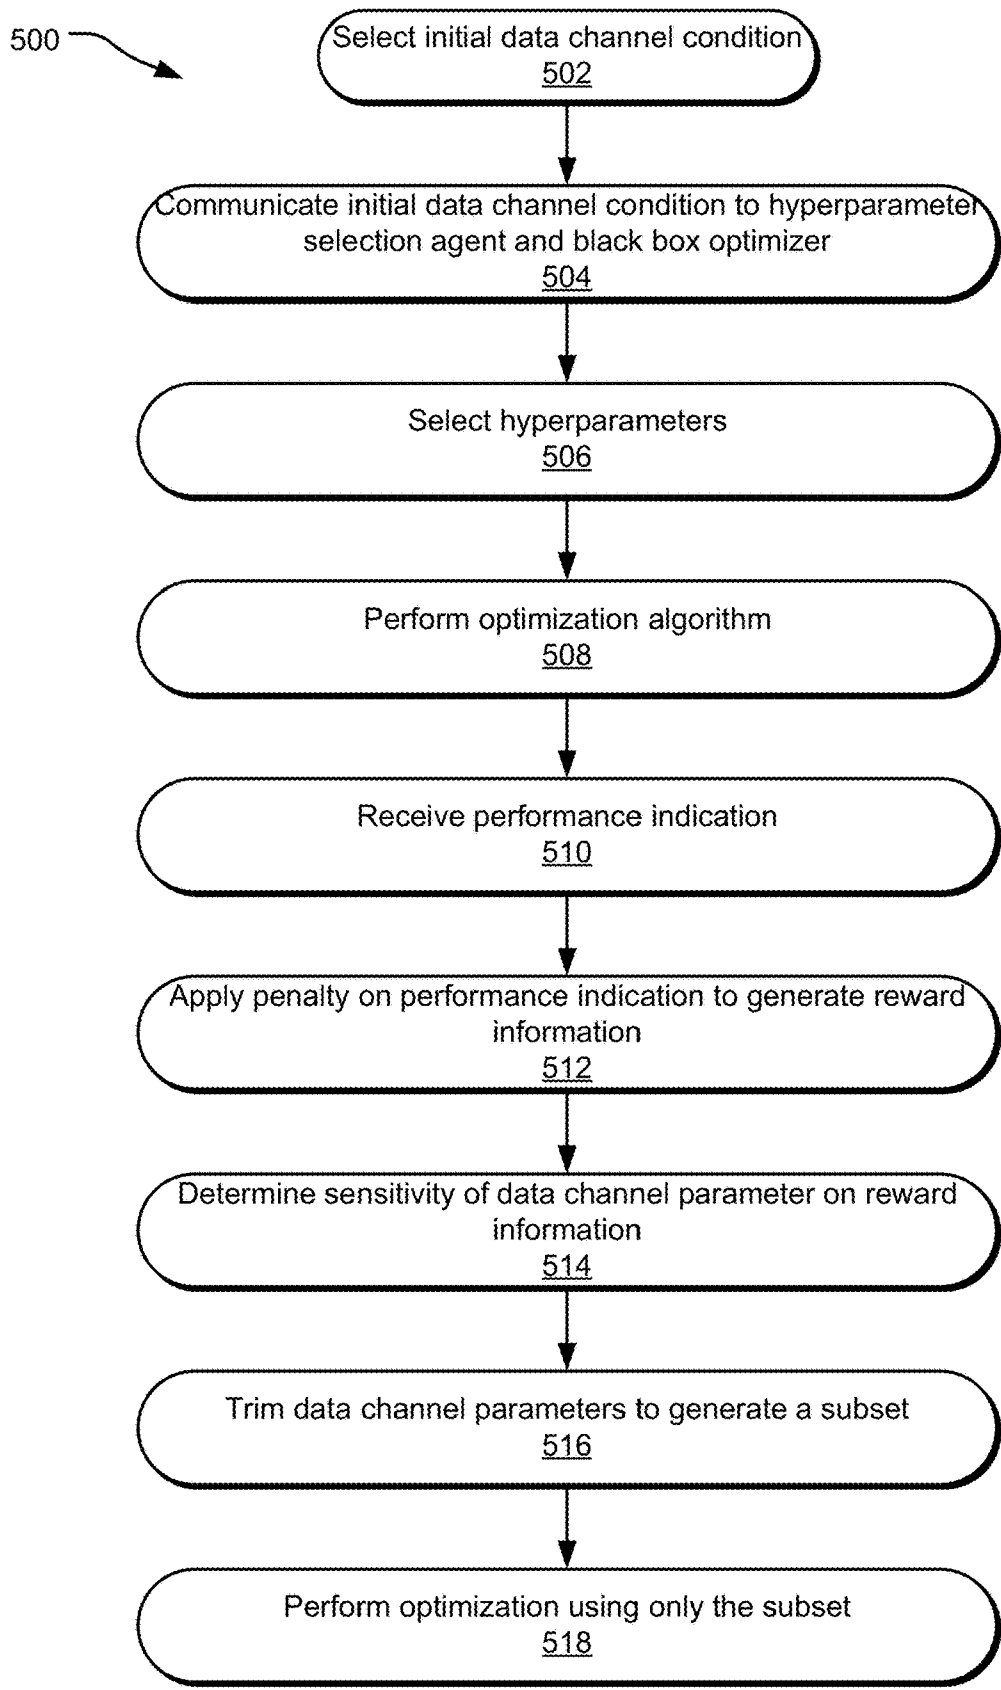 500
Select initial data channel condition
502
Communicate initial data channel condition to hyperparameter
selection agent and black box optimizer
504
Select hyperparameters
506
Perform optimization algorithm
508
Receive performance indication
510
Apply penalty on performance indication to generate reward
information
512
Determine sensitivity of data channel parameter on reward
information
514
Trim data channel parameters to generate a subset
516
Perform optimization using only the subset
518